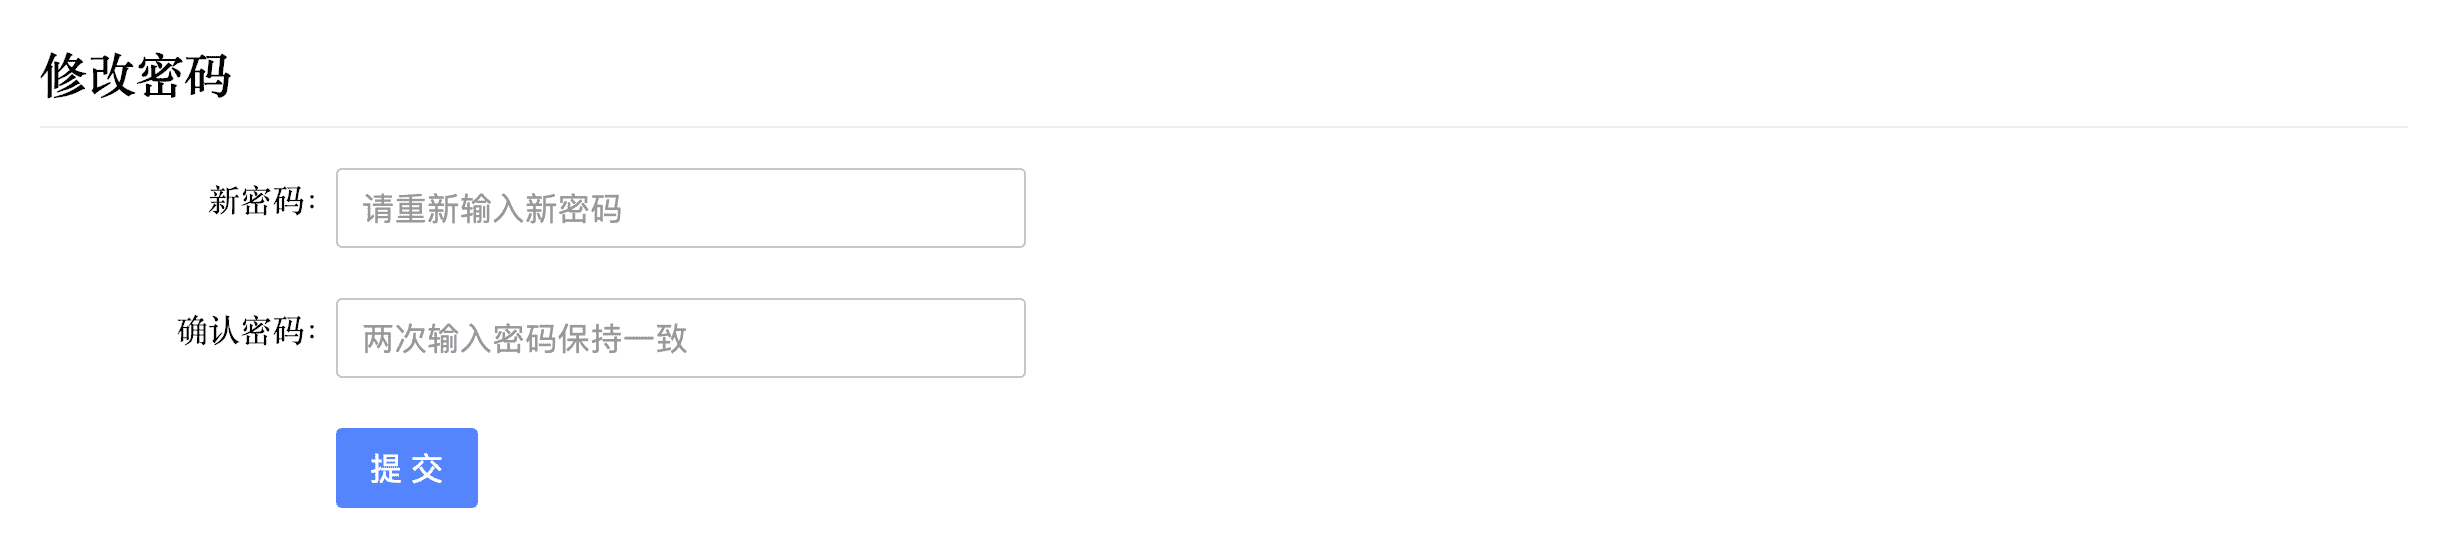 修改密码
新密码：
请重新输入新密码
确认密码：
两次输入密码保持一致
提 交